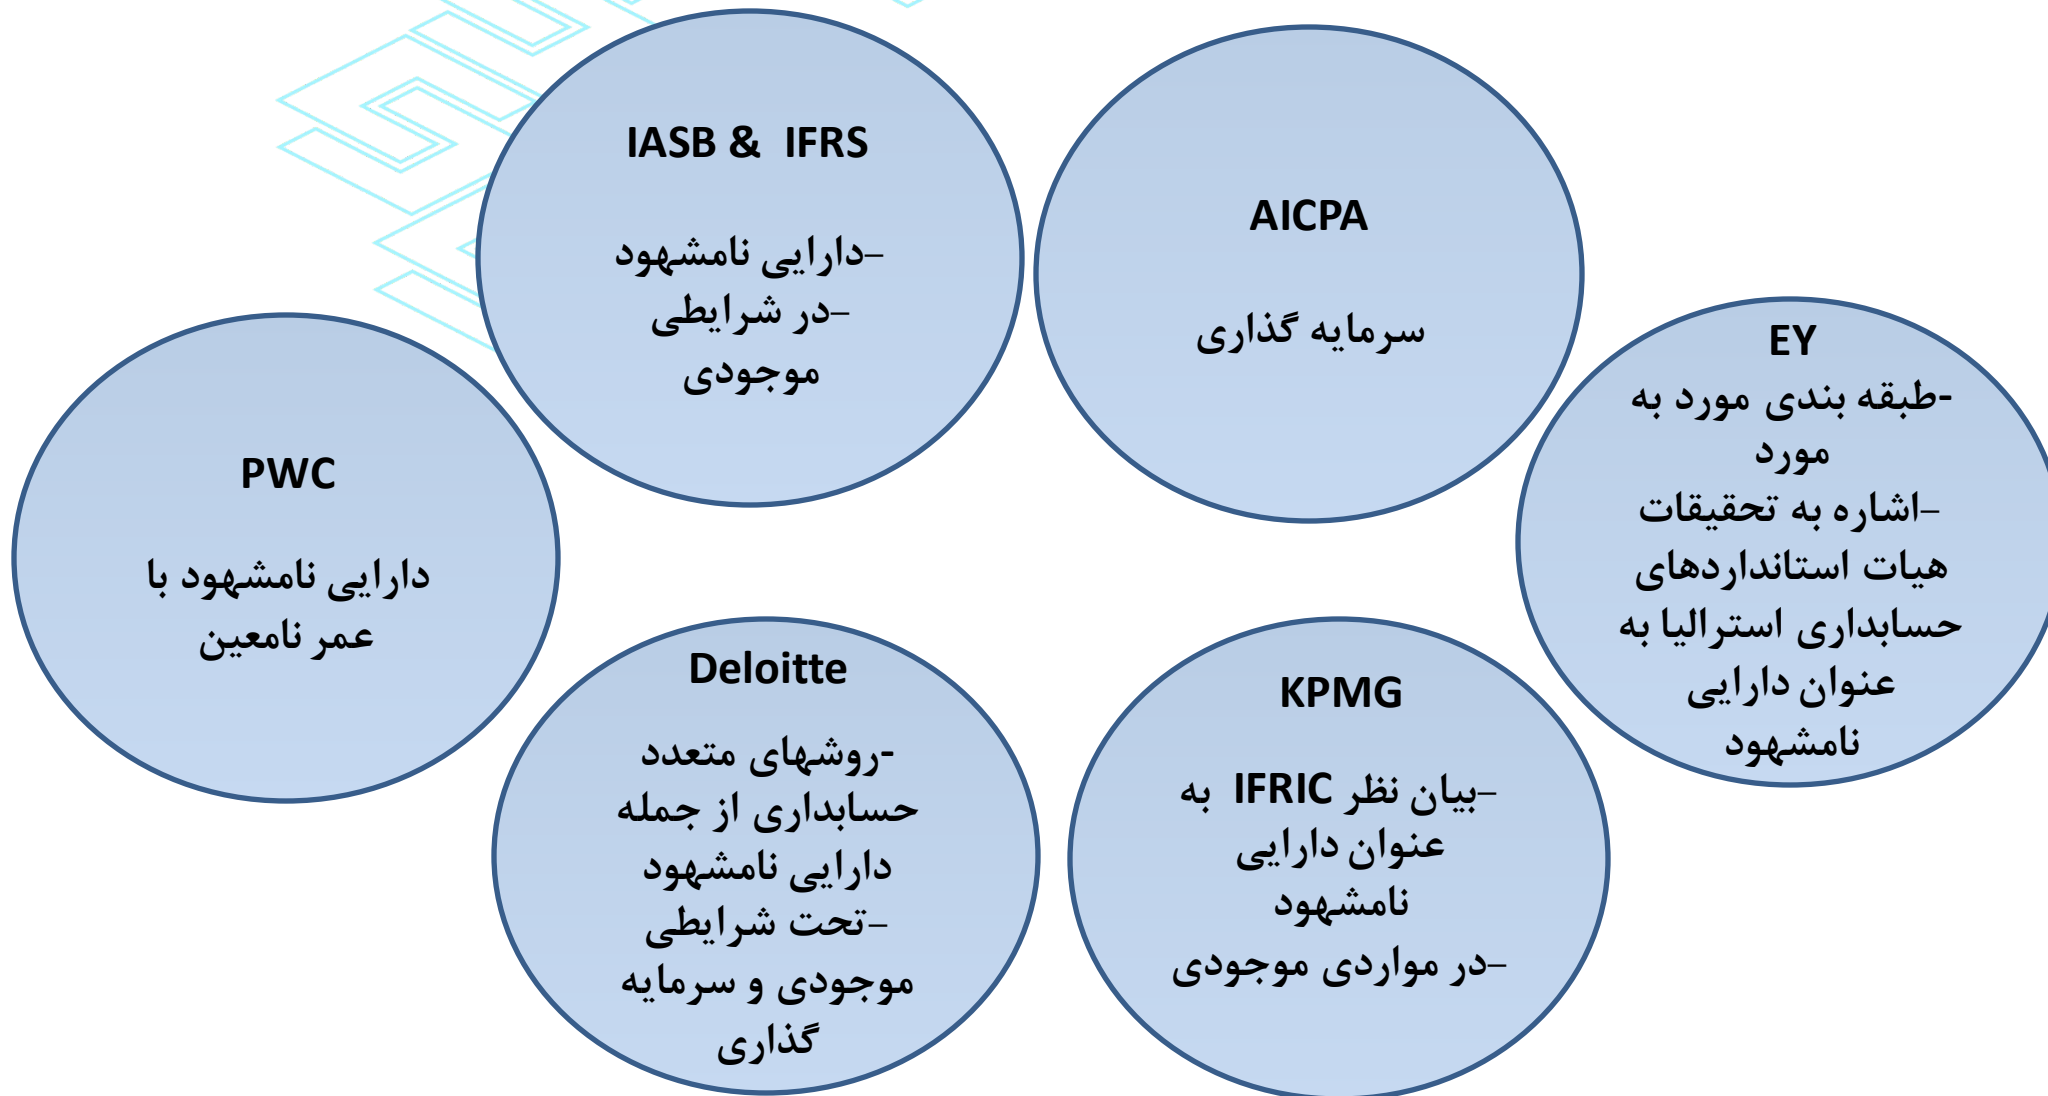 IASB & IFRS
–دارایی نامشهود
–در شرایطی
موجودی
AICPA
سرمایه گذاری
EY
-طبقه بندی مورد به
مورد
–اشاره به تحقیقات
هیات استانداردهای
حسابداری استرالیا به
عنوان دارایی
نامشهود
PWC
دارایی نامشهود با
عمر نامعین
Deloitte
-روشهای متعدد
حسابداری از جمله
دارایی نامشهود
–تحت شرایطی
موجودی و سرمایه
گذاری
KPMG
–بیان نظر IFRIC به
عنوان دارایی
نامشهود
–در مواردی موجودی